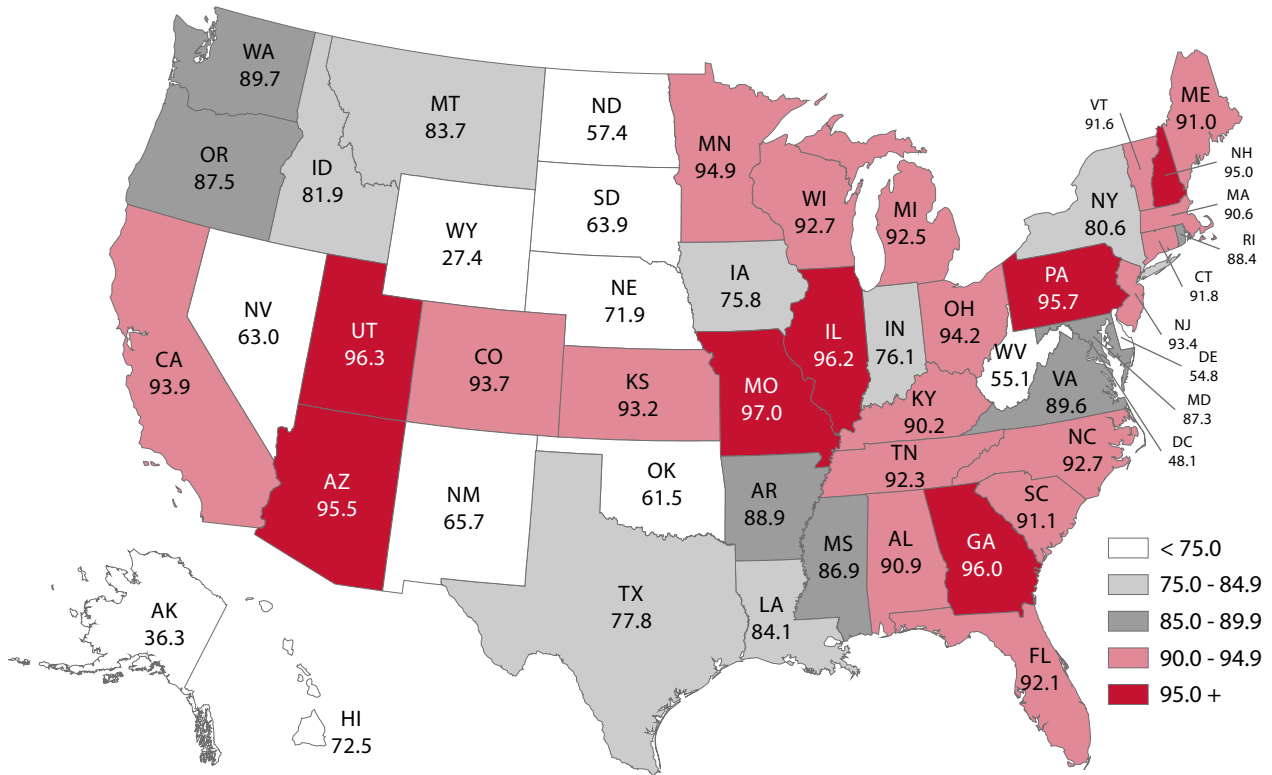 WA
89.7
OR
87.5
CA
93.9
ID
81.9
NV
63.0
MT
83.7
WY
27.4
UT
96.3
AZ
95.5
CO
93.7
NM
65.7
ND
57.4
SD
63.9
NE
71.9
KS
93.2
OK
61.5
TX
77.8
MN
94.9
IA
75.8
MO
97.0
AR
88.9
LA
84.1
WI
92.7
IL
96.2
MI
92.5
IN
76.1
OH
94.2
KY
90.2
TN
92.3
MS
86.9
AL
90.9
GA
96.0
FL
92.1
SC
91.1
NC
92.7
VA
89.6
WV
55.1
PA
95.7
NY
80.6
VT
91.6
ME
91.0
NH
95.0
MA
90.6
RI
88.4
CT
91.8
NJ
93.4
DE
54.8
MD
87.3
DC
48.1
AK
36.3
HI
72.5
< 75.0
75.0 - 84.9
85.0 - 89.9
90.0 - 94.9
95.0 +